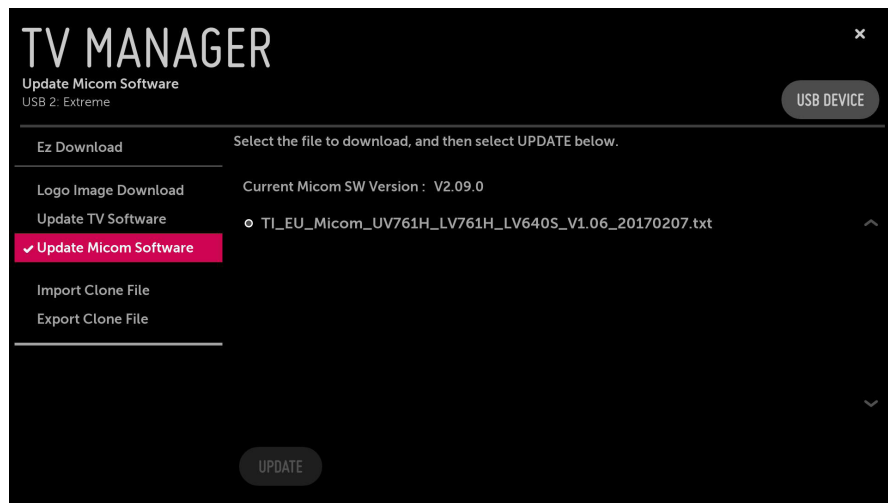 TV MANAGER
Update Micom Software
USB 2: Extreme
USB DEVICE
Ez Download
Select the file to download, and then select UPDATE below.
Logo Image Download
Current Micom SW Version : V2.09.0
Update TV Software
TI_EU_Micom_UV761H_LV761H_LV640S_V1.06_20170207.txt
Update Micom Software
Import Clone File
Export Clone File
UPDATE